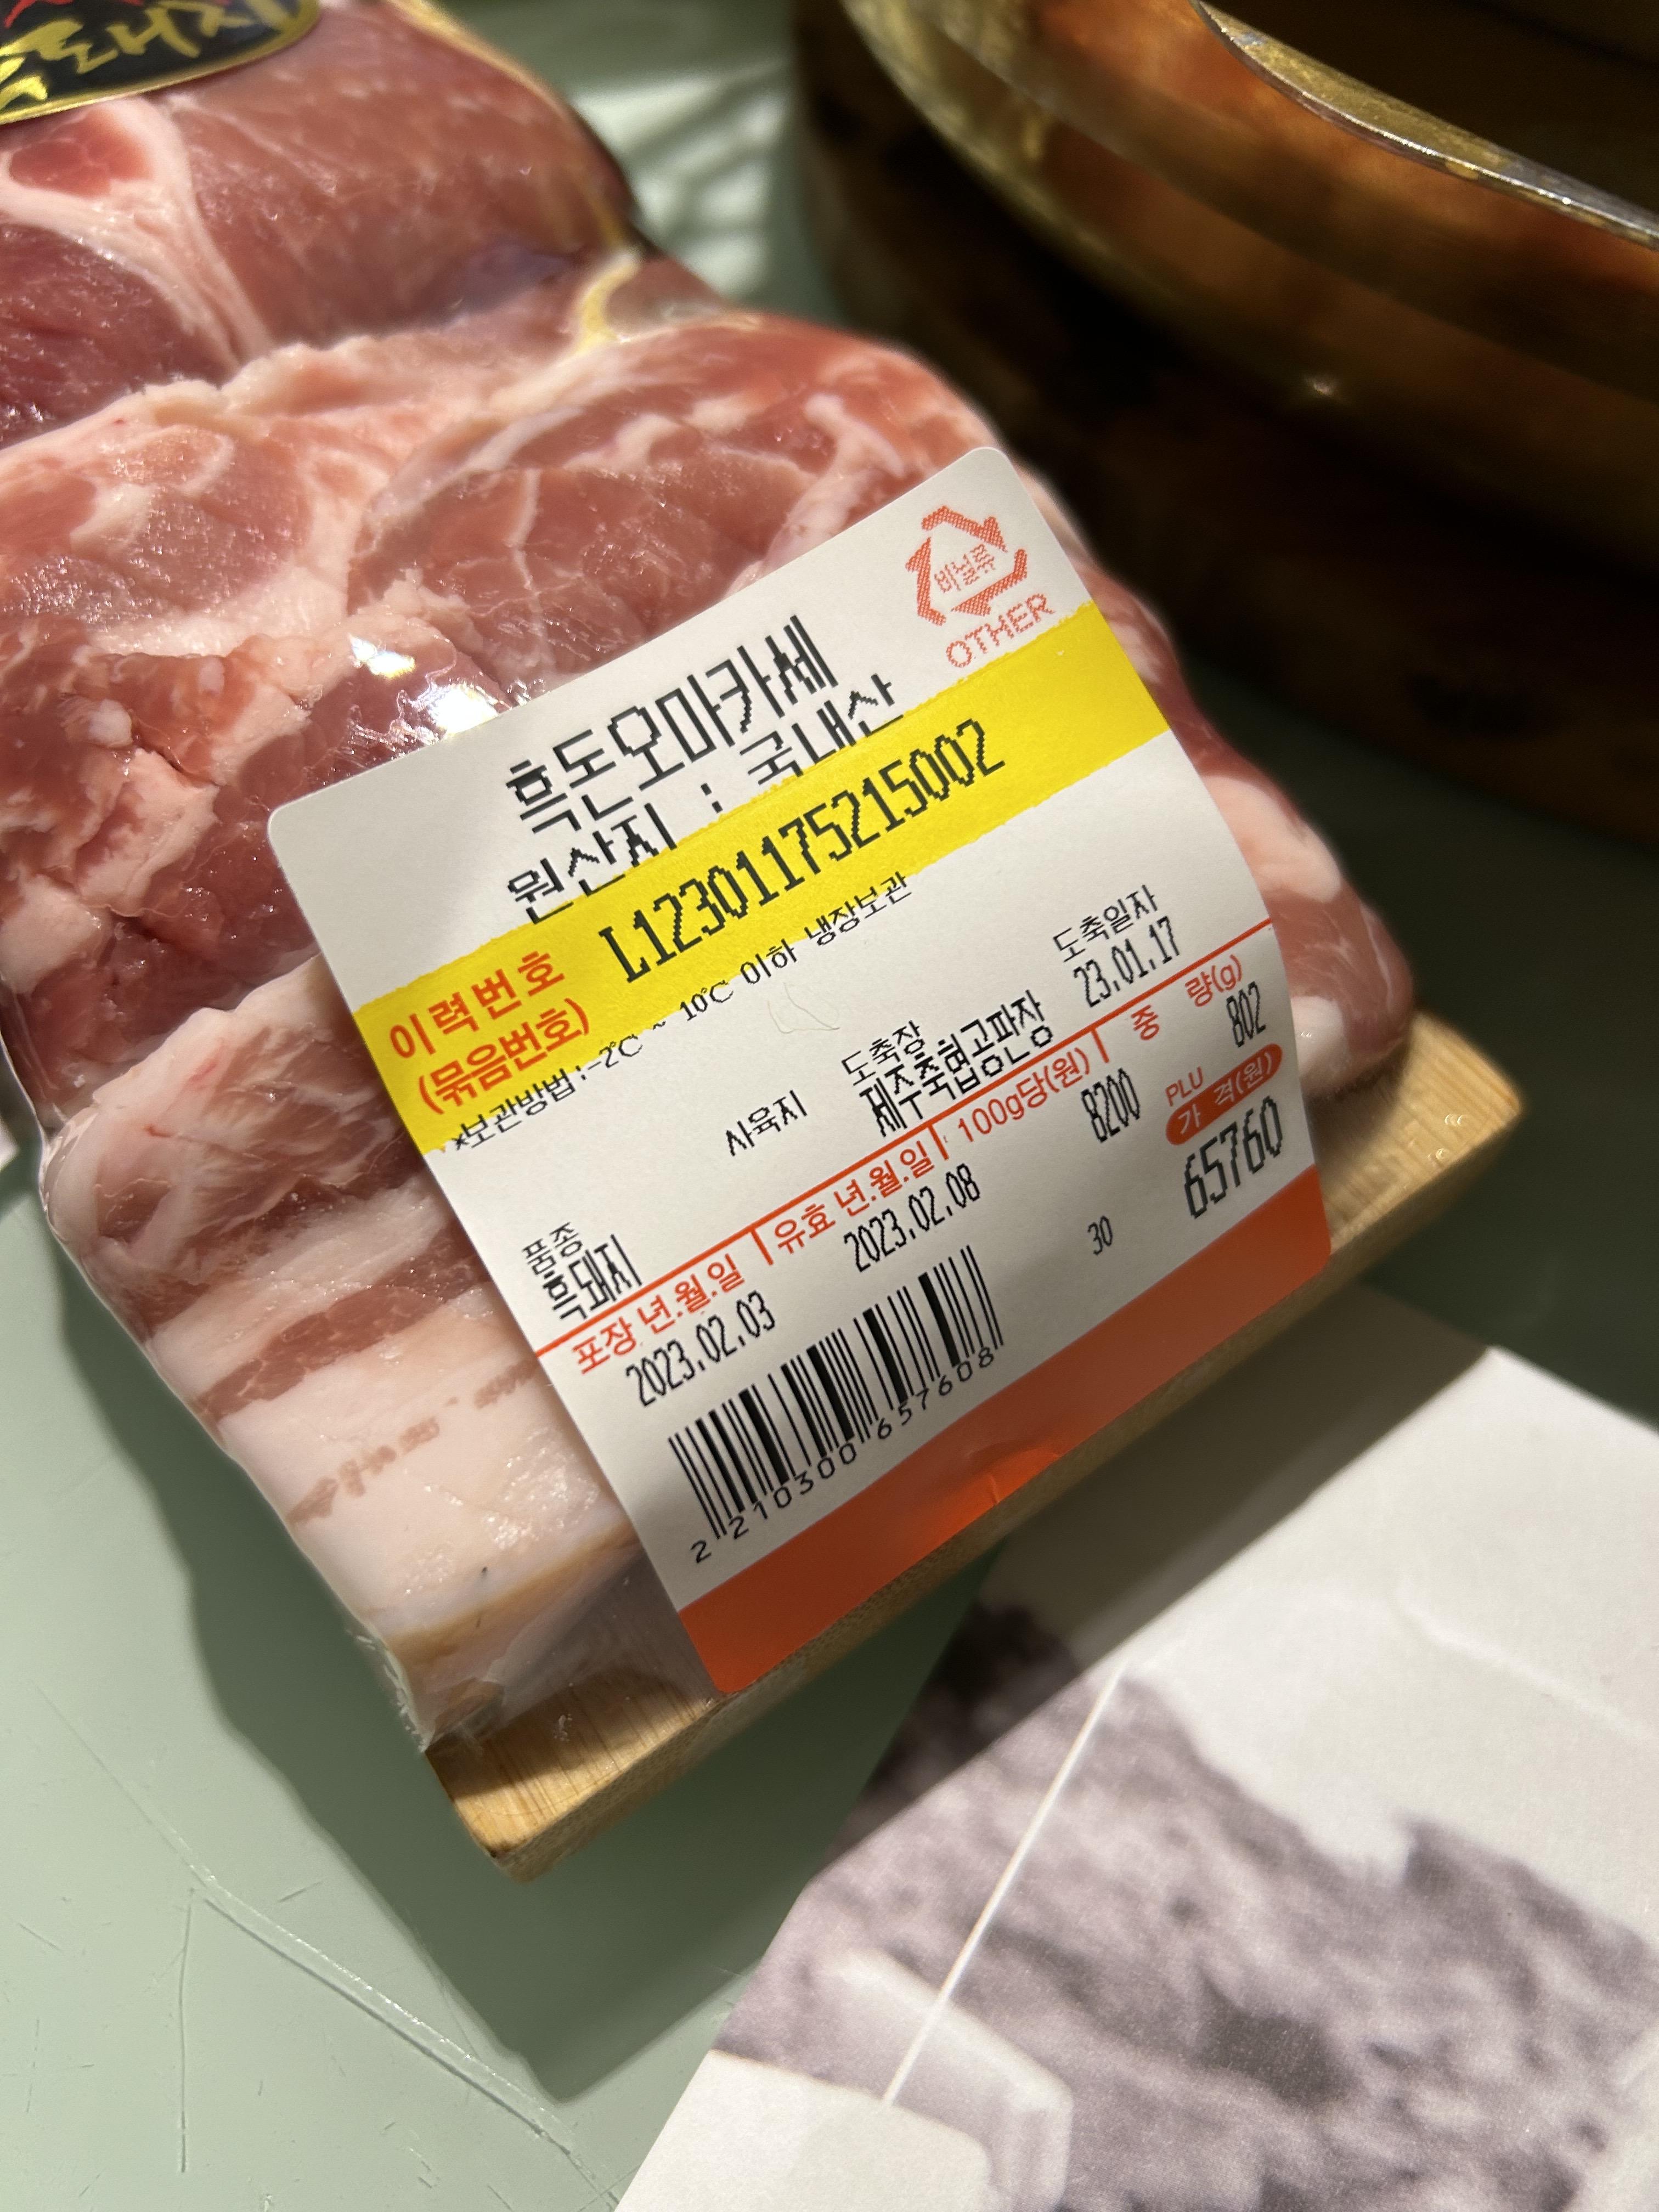 비닐류
OTHER
흑돈오마카세
원산지 : 국내산
이력번호 L12301175215002
(묶음번호)
*보관방법:-2℃ ~ 10℃ 이하 냉장보관
품종 사육지 도축장 도축일자
흑돼지 제주축협공판장 23.01.17
포장 년.월.일 유효 년.월.일 100g당(원) 중 량(g)
2023.02.03 2023.02.08 8200 802
PLU
가 격(원)
30 65760
2 210300 657608